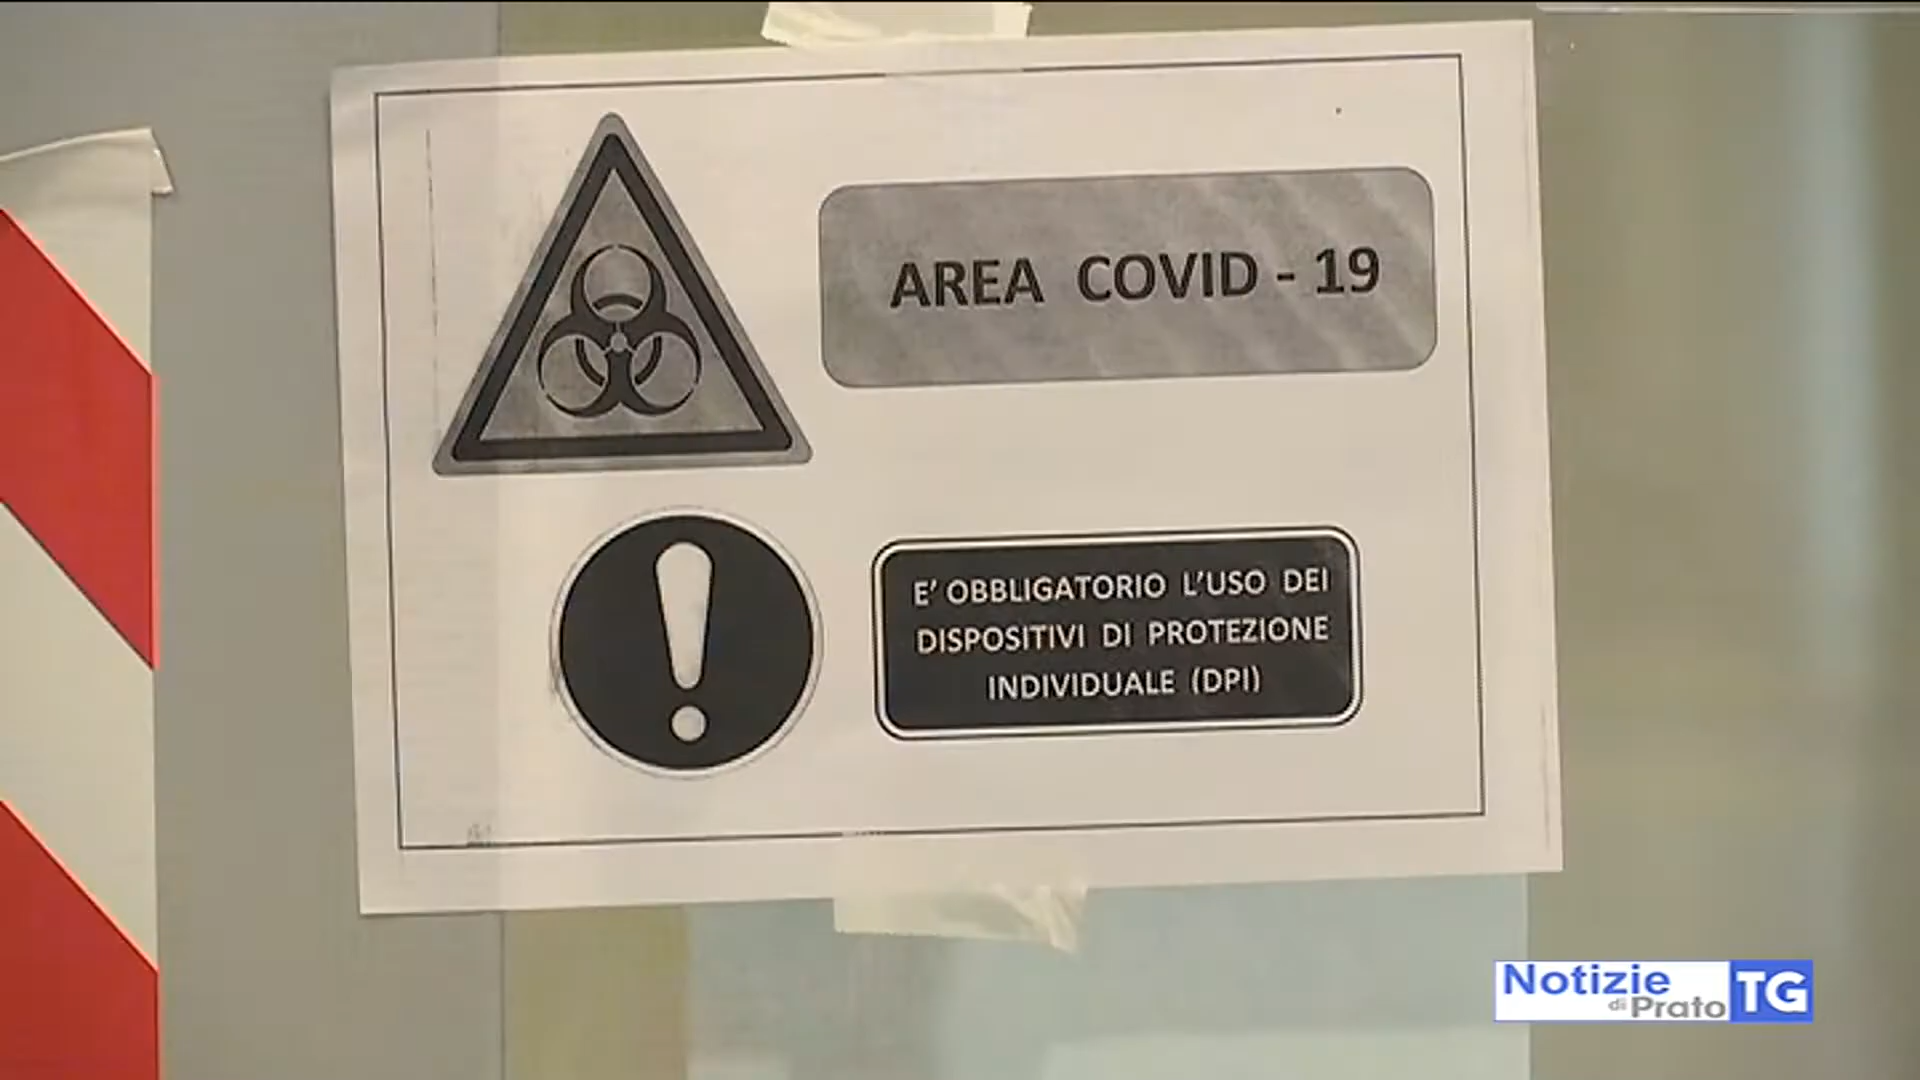 AREA COVID - 19
E' OBBLIGATORIO L'USO DEI
DISPOSITIVI DI PROTEZIONE
INDIVIDUALE (DPI)
Notizie
di Prato
TG